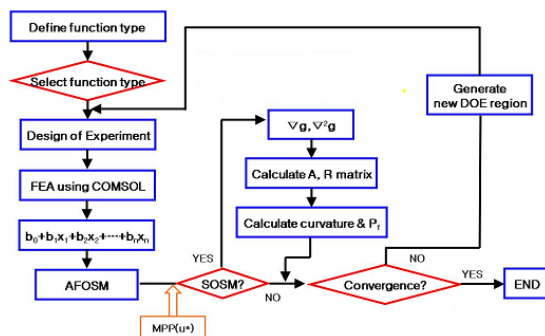 Define function type
Select function type
Design of Experiment
FEA using COMSOL
b₀+b₁x₁+b₂x₂+····+bₙxₙ
AFOSM
MPP(u*)
SOSM?
YES
NO
∇g, ∇²g
Calculate A, R matrix
Calculate curvature & Pf
Convergence?
NO
YES
Generate
new DOE region
END